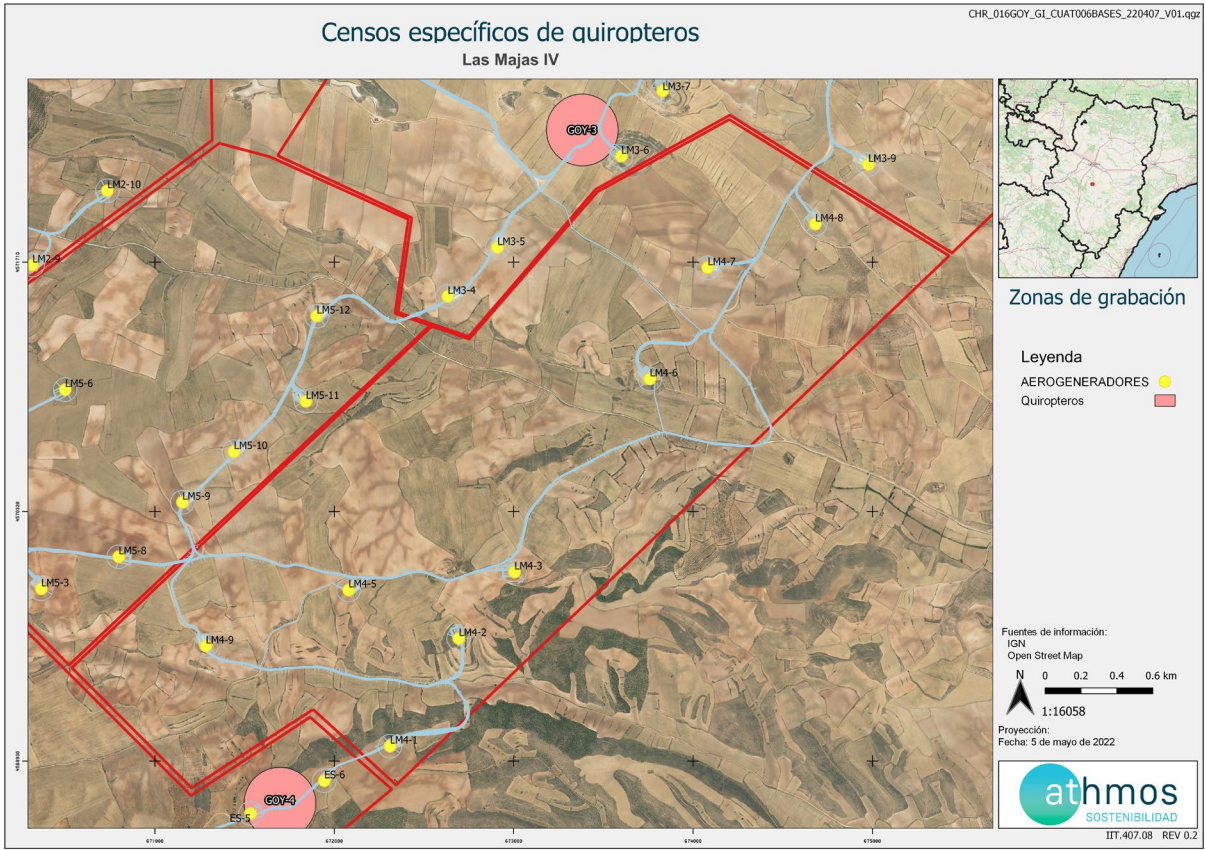 CHR_016GOY_GI_CUAT006BASES_220407_V01.qgz
Censos específicos de quiropteros
Las Majas IV
LM3-7
GOY-3
LM3-6
LM3-9
LM2-10
LM4-8
LM3-5
LM2-9
LM4-7
LM3-4
LM5-12
LM4-6
LM5-6
LM5-11
LM5-10
LM5-9
LM5-8
LM4-3
LM5-3
LM4-5
LM4-2
LM4-9
LM4-1
ES-6
GOY-4
ES-5
671000
672000
673000
674000
675000
Zonas de grabación
Leyenda
AEROGENERADORES
Quiropteros
Fuentes de información:
IGN
Open Street Map
N
0 0.2 0.4 0.6 km
1:16058
Proyección:
Fecha: 5 de mayo de 2022
athmos
SOSTENIBILIDAD
IIT.407.08 REV 0.2